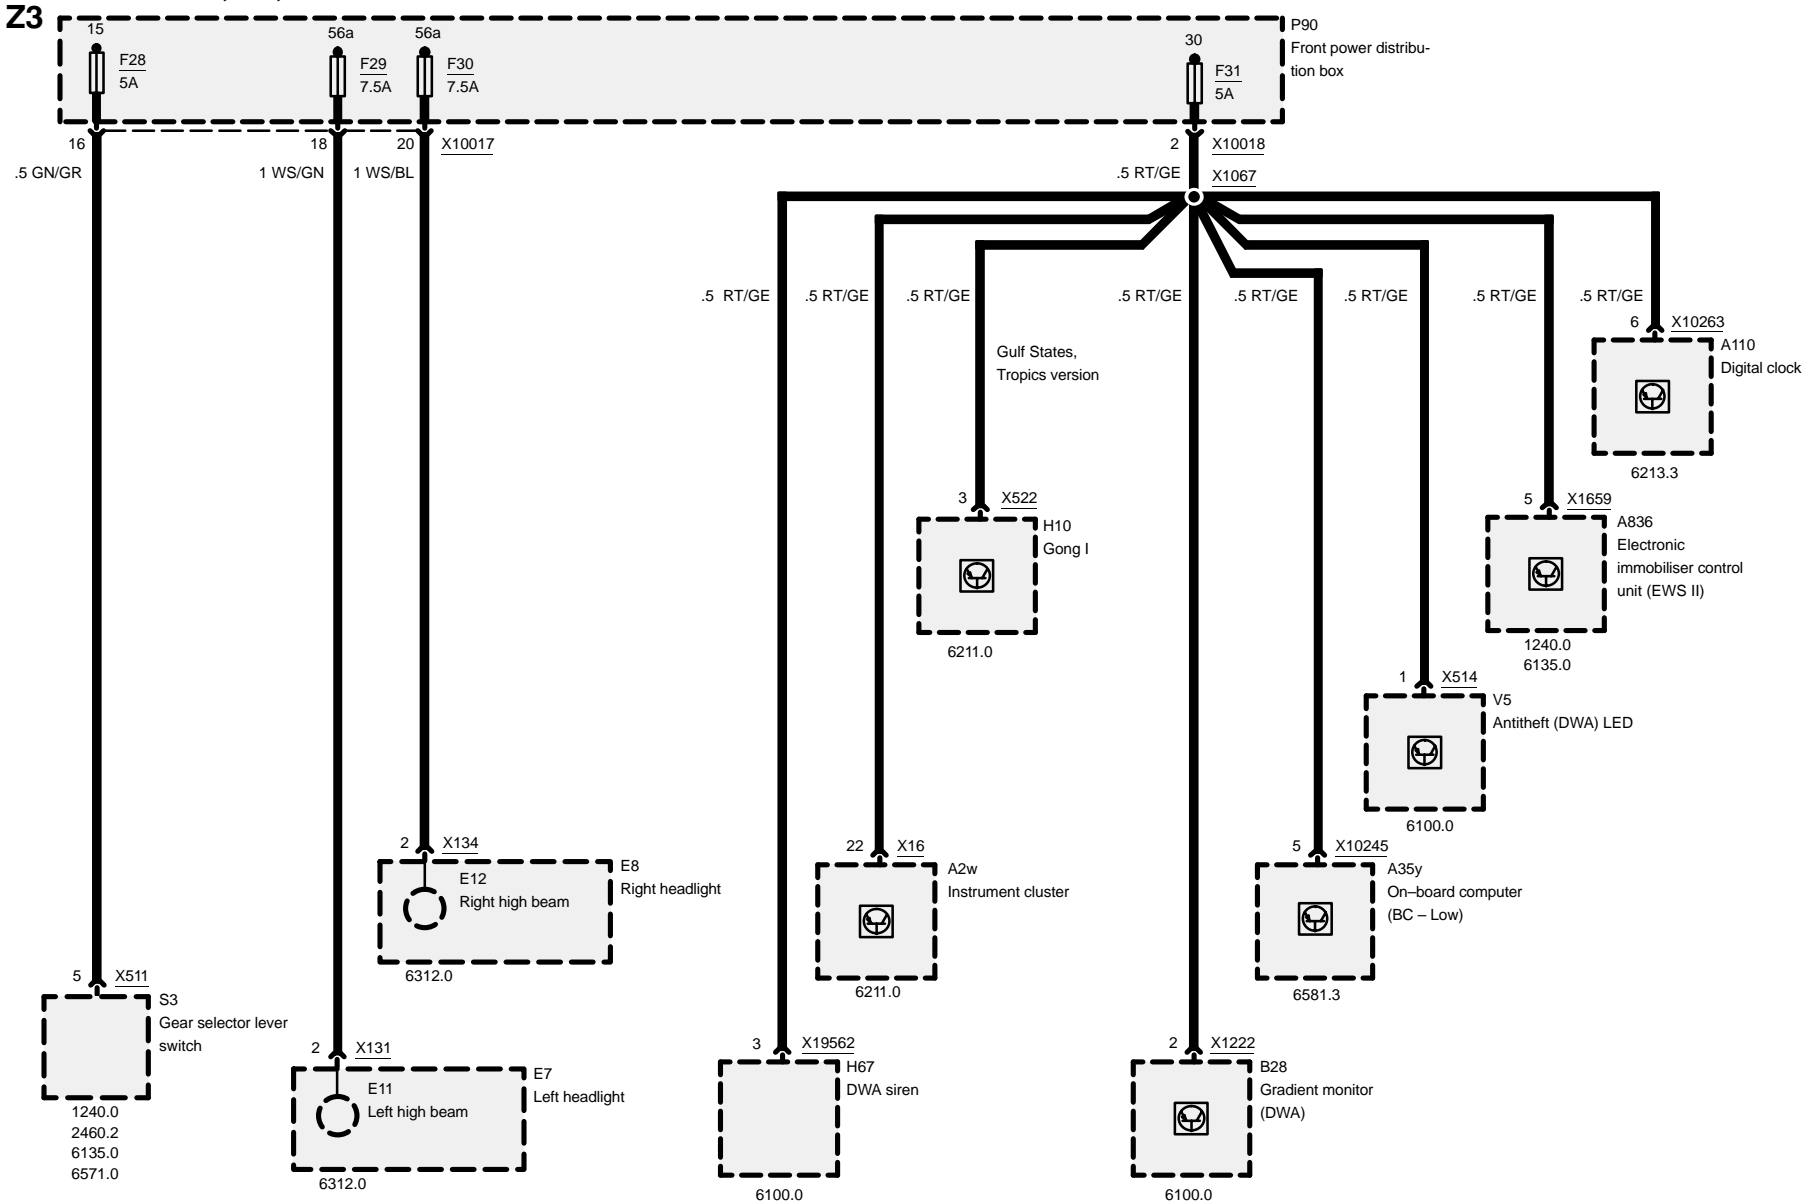 Z3
15
F28
5A
56a
F29
7.5A
56a
F30
7.5A
30
F31
5A
P90
Front power distribu-
tion box
16
18
20
X10017
2
X10018
.5 GN/GR
1 WS/GN
1 WS/BL
.5 RT/GE
X1067
.5 RT/GE
.5 RT/GE
.5 RT/GE
.5 RT/GE
.5 RT/GE
.5 RT/GE
.5 RT/GE
.5 RT/GE
Gulf States,
Tropics version
6
X10263
A110
Digital clock
6213.3
3
X522
H10
Gong I
6211.0
5
X1659
A836
Electronic
immobiliser control
unit (EWS II)
1240.0
6135.0
1
X514
V5
Antitheft (DWA) LED
6100.0
2
X134
E8
Right headlight
E12
Right high beam
6312.0
22
X16
A2w
Instrument cluster
6211.0
5
X10245
A35y
On–board computer
(BC – Low)
6581.3
5
X511
S3
Gear selector lever
switch
1240.0
2460.2
6135.0
6571.0
2
X131
E7
Left headlight
E11
Left high beam
6312.0
3
X19562
H67
DWA siren
6100.0
2
X1222
B28
Gradient monitor
(DWA)
6100.0